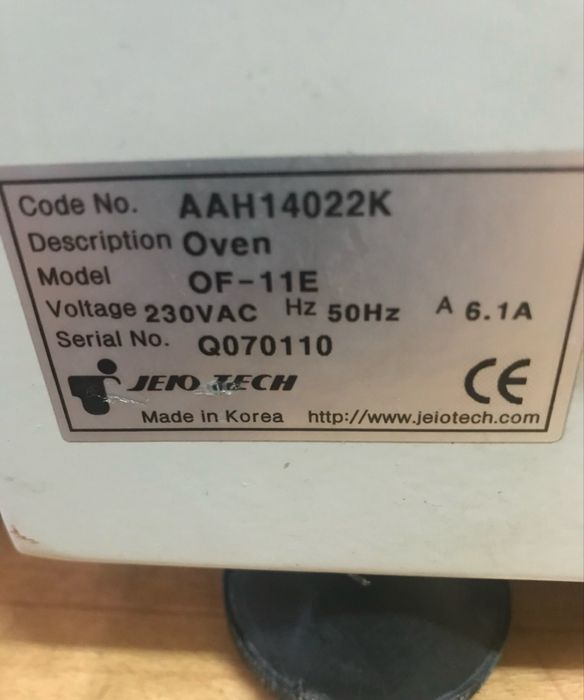 Code No. AAH14022K
Description Oven
Model OF-11E
Voltage 230VAC Hz 50Hz A 6.1A
Serial No. Q070110
JEIO TECH CE
Made in Korea http://www.jeiotech.com